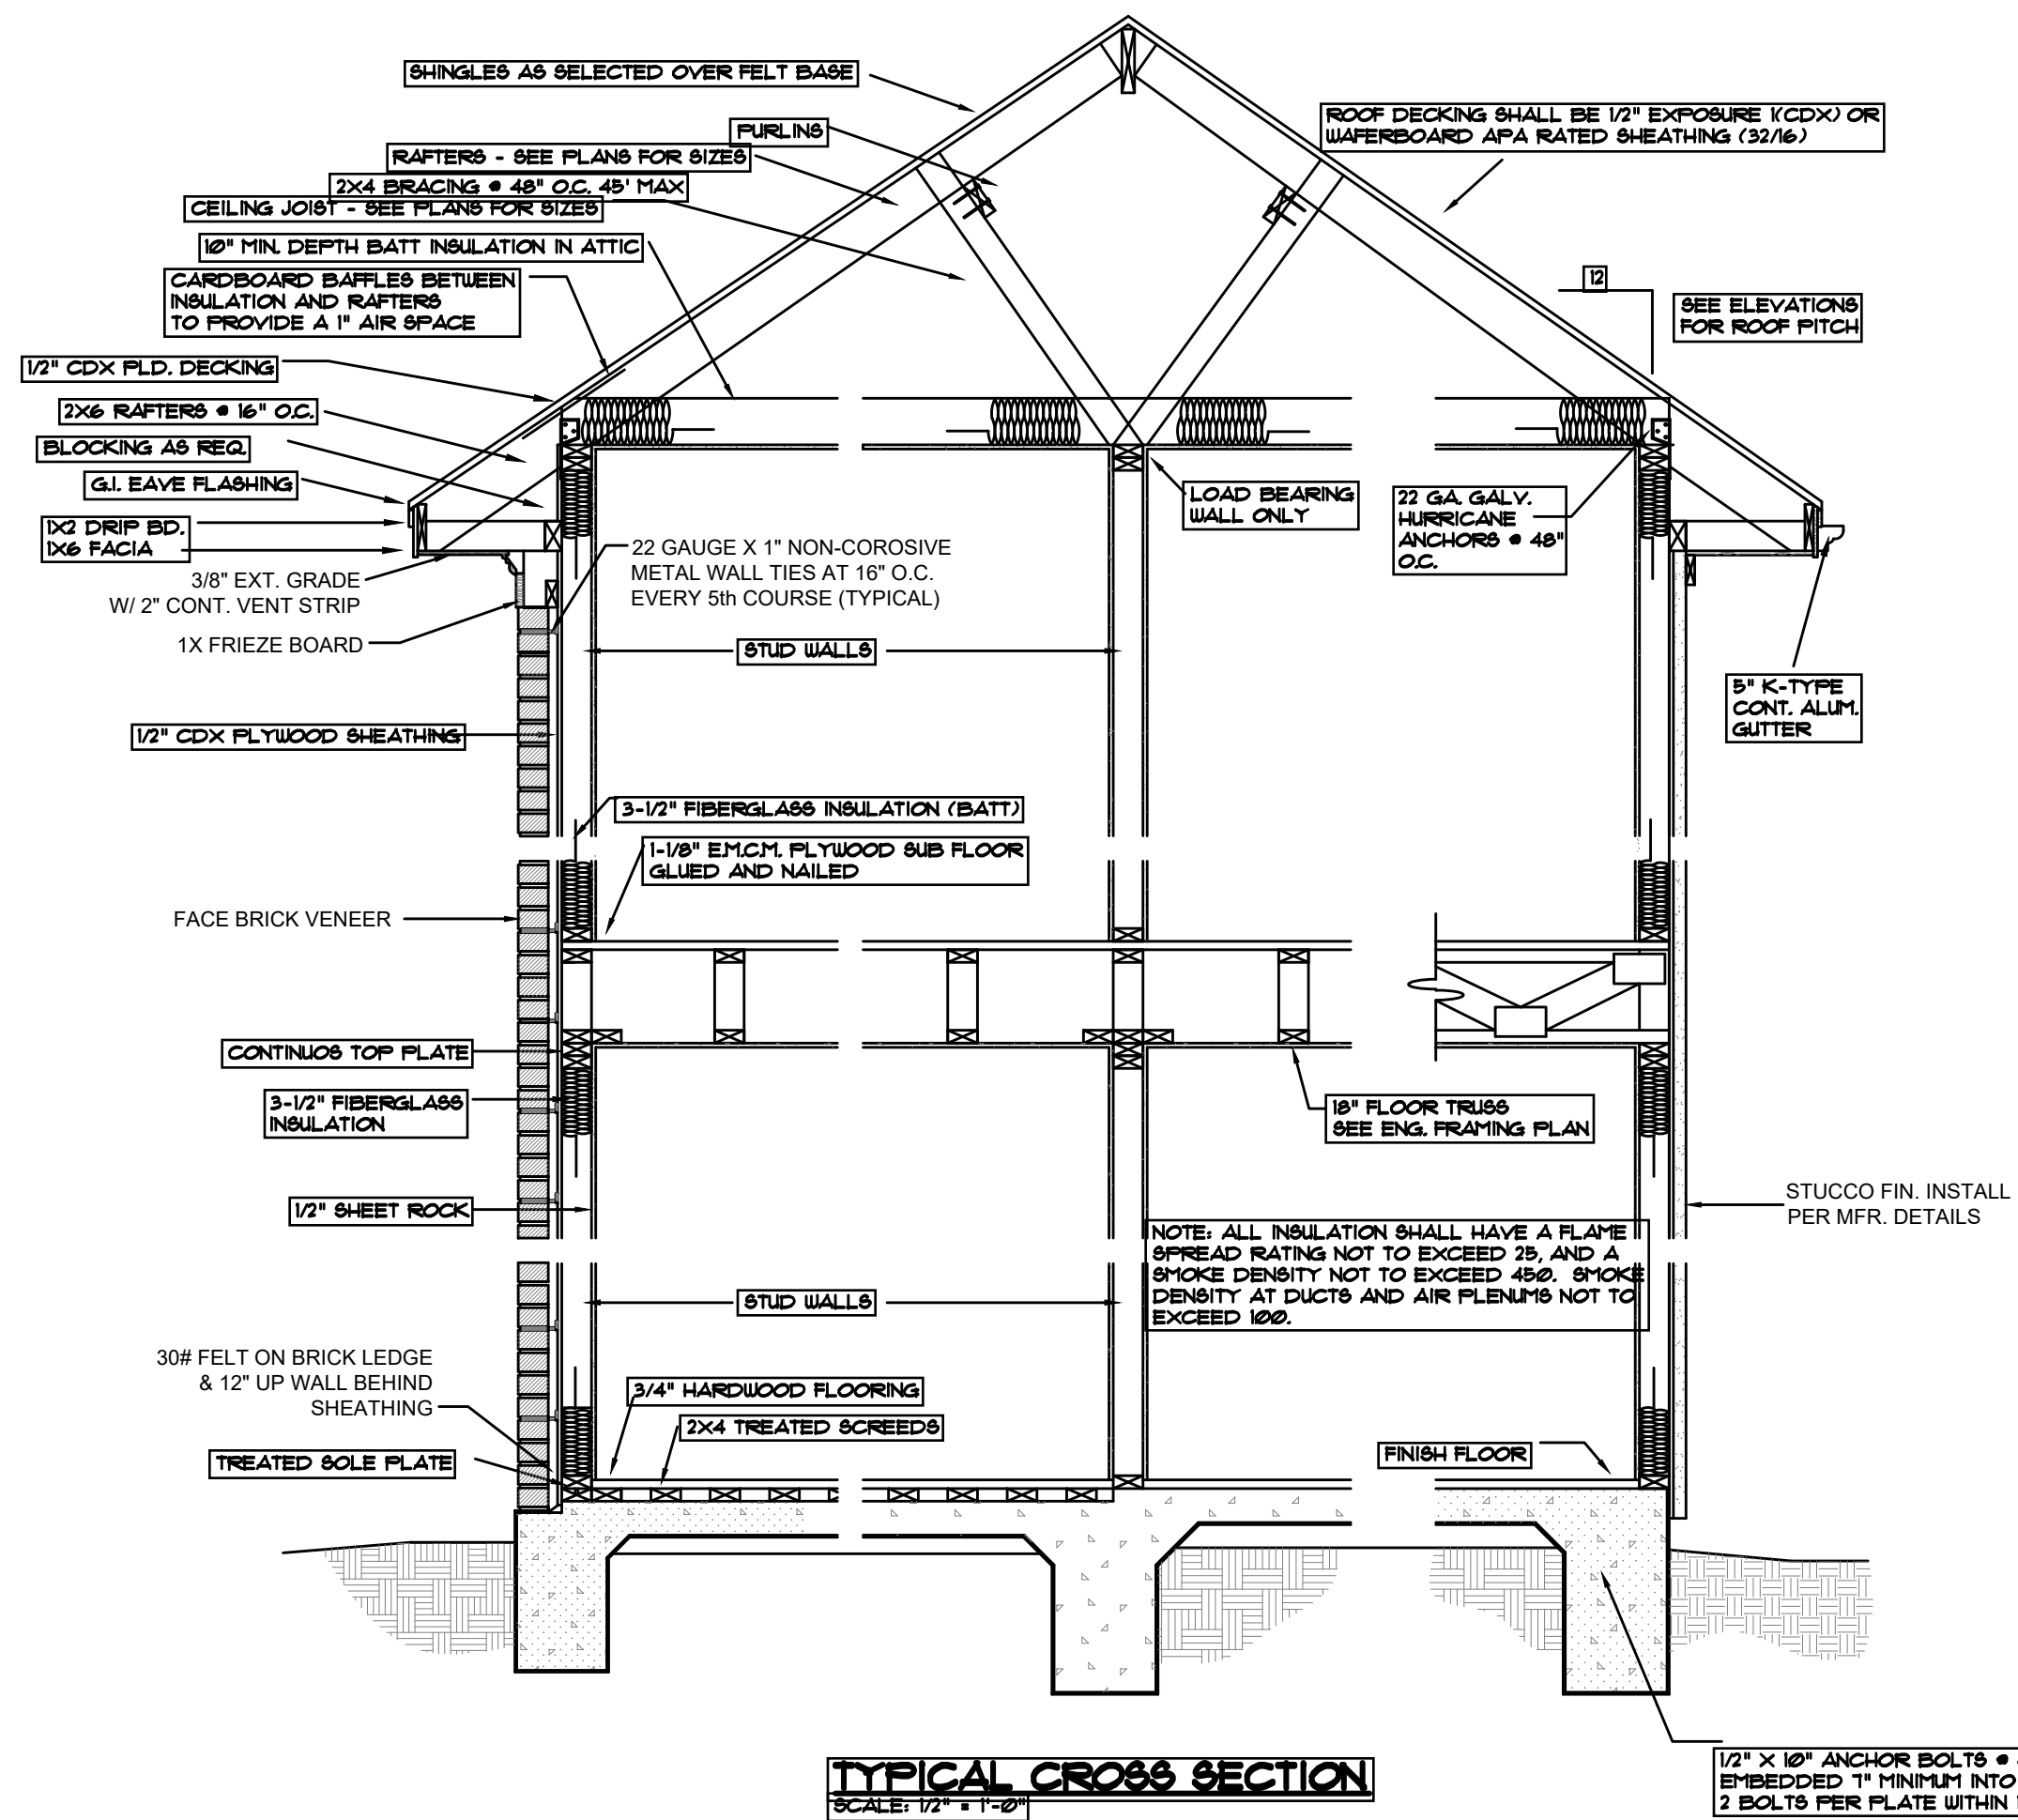 SHINGLES AS SELECTED OVER FELT BASE
PURLINS
RAFTERS - SEE PLANS FOR SIZES
2X4 BRACING @ 48" O.C. 45' MAX
CEILING JOIST - SEE PLANS FOR SIZES
10" MIN. DEPTH BATT INSULATION IN ATTIC
CARDBOARD BAFFLES BETWEEN
INSULATION AND RAFTERS
TO PROVIDE A 1" AIR SPACE
1/2" CDX PLD. DECKING
2X6 RAFTERS @ 16" O.C.
BLOCKING AS REQ.
G.I. EAVE FLASHING
1X2 DRIP BD.
1X6 FACIA
3/8" EXT. GRADE
W/ 2" CONT. VENT STRIP
1X FRIEZE BOARD
ROOF DECKING SHALL BE 1/2" EXPOSURE 1(CDX) OR
WAFERBOARD APA RATED SHEATHING (32/16)
12
SEE ELEVATIONS
FOR ROOF PITCH
LOAD BEARING
WALL ONLY
22 GA. GALV.
HURRICANE
ANCHORS @ 48"
O.C.
22 GAUGE X 1" NON-COROSIVE
METAL WALL TIES AT 16" O.C.
EVERY 5th COURSE (TYPICAL)
STUD WALLS
5" K-TYPE
CONT. ALUM.
GUTTER
1/2" CDX PLYWOOD SHEATHING
3-1/2" FIBERGLASS INSULATION (BATT)
1-1/8" E.M.C.M. PLYWOOD SUB FLOOR
GLUED AND NAILED
FACE BRICK VENEER
CONTINUOS TOP PLATE
3-1/2" FIBERGLASS
INSULATION
18" FLOOR TRUSS
SEE ENG. FRAMING PLAN
1/2" SHEET ROCK
STUCCO FIN. INSTALL
PER MFR. DETAILS
NOTE: ALL INSULATION SHALL HAVE A FLAME
SPREAD RATING NOT TO EXCEED 25, AND A
SMOKE DENSITY NOT TO EXCEED 450. SMOKE
DENSITY AT DUCTS AND AIR PLENUMS NOT TO
EXCEED 100.
STUD WALLS
30# FELT ON BRICK LEDGE
& 12" UP WALL BEHIND
SHEATHING
3/4" HARDWOOD FLOORING
2X4 TREATED SCREEDS
TREATED SOLE PLATE
FINISH FLOOR
1/2" X 10" ANCHOR BOLTS @
EMBEDDED 7" MINIMUM INTO
2 BOLTS PER PLATE WITHIN
TYPICAL CROSS SECTION
SCALE: 1/2" = 1'-0"